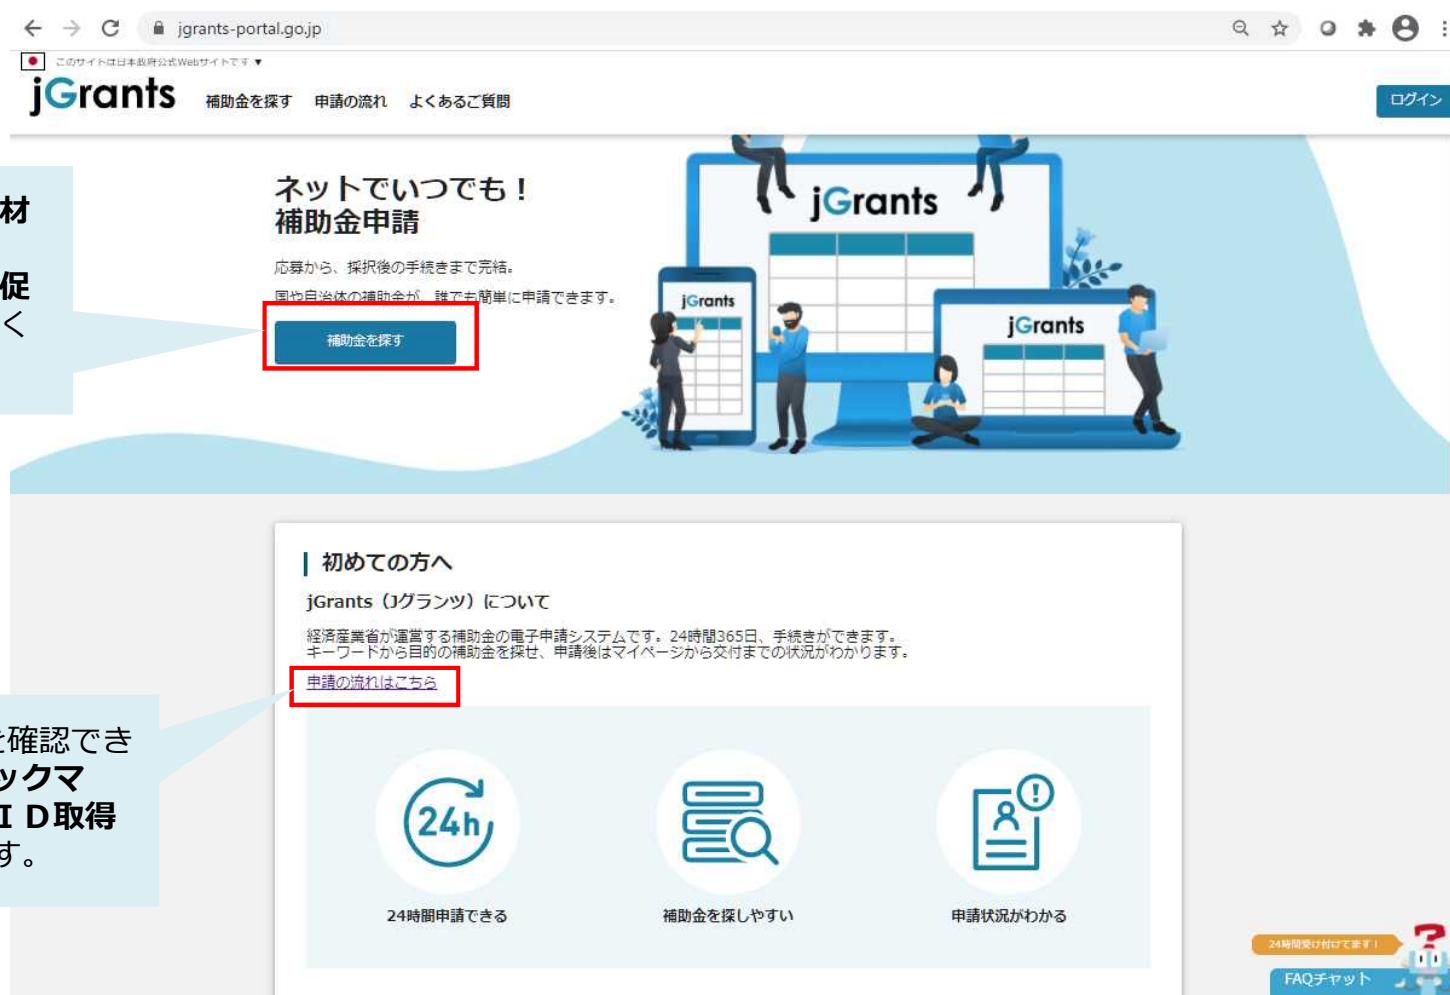 jgrants-portal.go.jp
このサイトは日本政府公式Webサイトです ▼
jGrants
補助金を探す 申請の流れ よくあるご質問
ログイン
材
促
く
ネットでいつでも！
補助金申請
応募から、採択後の手続きまで完結。
国や自治体の補助金が、誰でも簡単に申請できます。
補助金を探す
jGrants
jGrants
jGrants
初めての方へ
jGrants（Jグランツ）について
経済産業省が運営する補助金の電子申請システムです。24時間365日、手続きができます。
キーワードから目的の補助金を探せ、申請後はマイページから交付までの状況がわかります。
申請の流れはこちら
を確認でき
ックマ
ＩＤ取得
す。
24h
24時間申請できる
補助金を探しやすい
申請状況がわかる
24時間受け付けてます！
FAQチャット